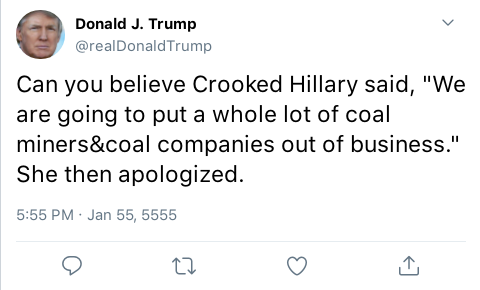 Donald J. Trump
@realDonaldTrump
Can you believe Crooked Hillary said, "We
are going to put a whole lot of coal
miners&coal companies out of business."
She then apologized.
5:55 PM · Jan 55, 5555